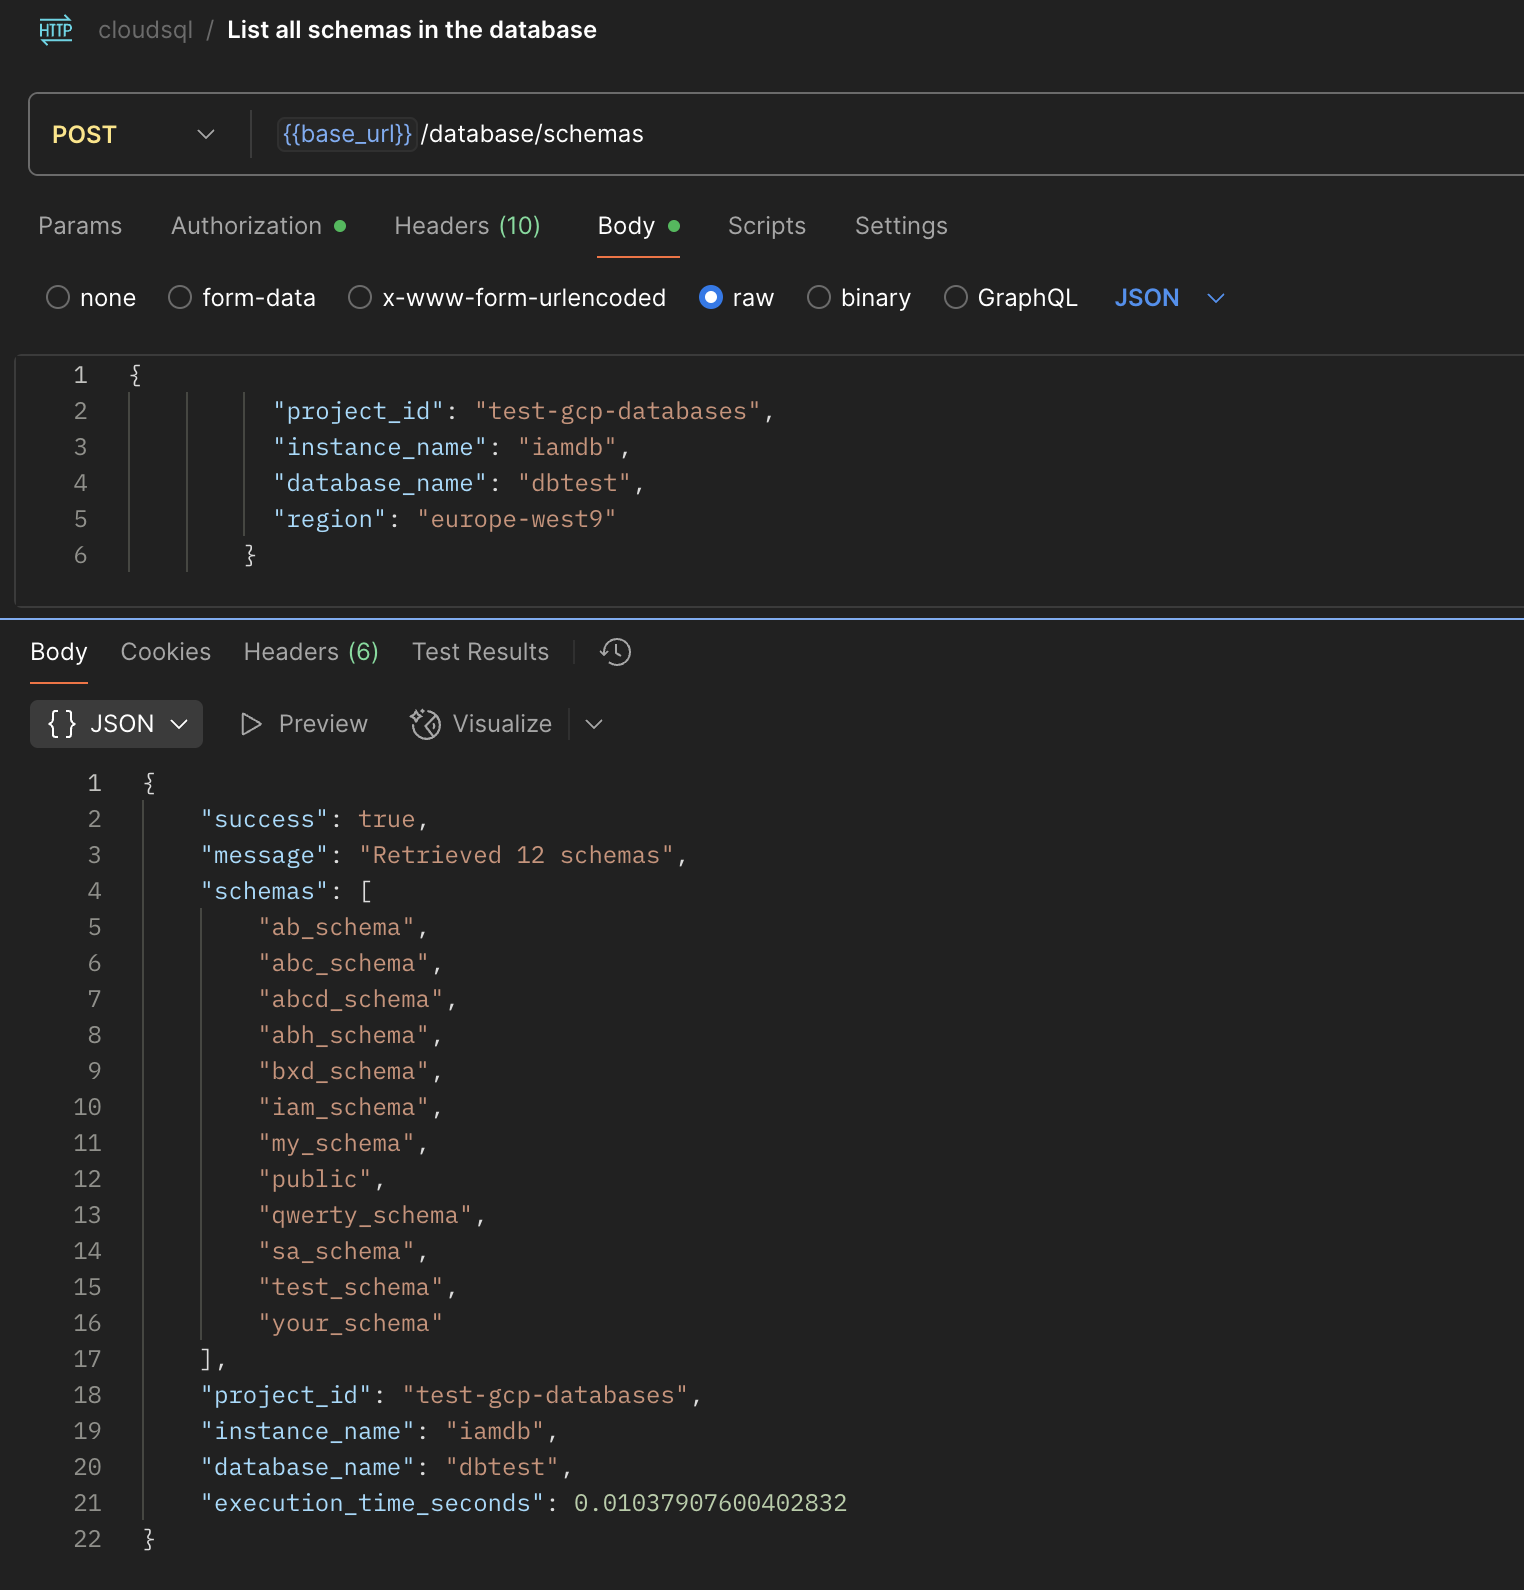 HTTP cloudsql / List all schemas in the database
POST {{base_url}}/database/schemas
Params Authorization Headers (10) Body Scripts Settings
none form-data x-www-form-urlencoded raw binary GraphQL JSON
1 {
2 "project_id": "test-gcp-databases",
3 "instance_name": "iamdb",
4 "database_name": "dbtest",
5 "region": "europe-west9"
6 }
Body Cookies Headers (6) Test Results
{} JSON Preview Visualize
1 {
2 "success": true,
3 "message": "Retrieved 12 schemas",
4 "schemas": [
5 "ab_schema",
6 "abc_schema",
7 "abcd_schema",
8 "abh_schema",
9 "bxd_schema",
10 "iam_schema",
11 "my_schema",
12 "public",
13 "qwerty_schema",
14 "sa_schema",
15 "test_schema",
16 "your_schema"
17 ],
18 "project_id": "test-gcp-databases",
19 "instance_name": "iamdb",
20 "database_name": "dbtest",
21 "execution_time_seconds": 0.01037907600402832
22 }